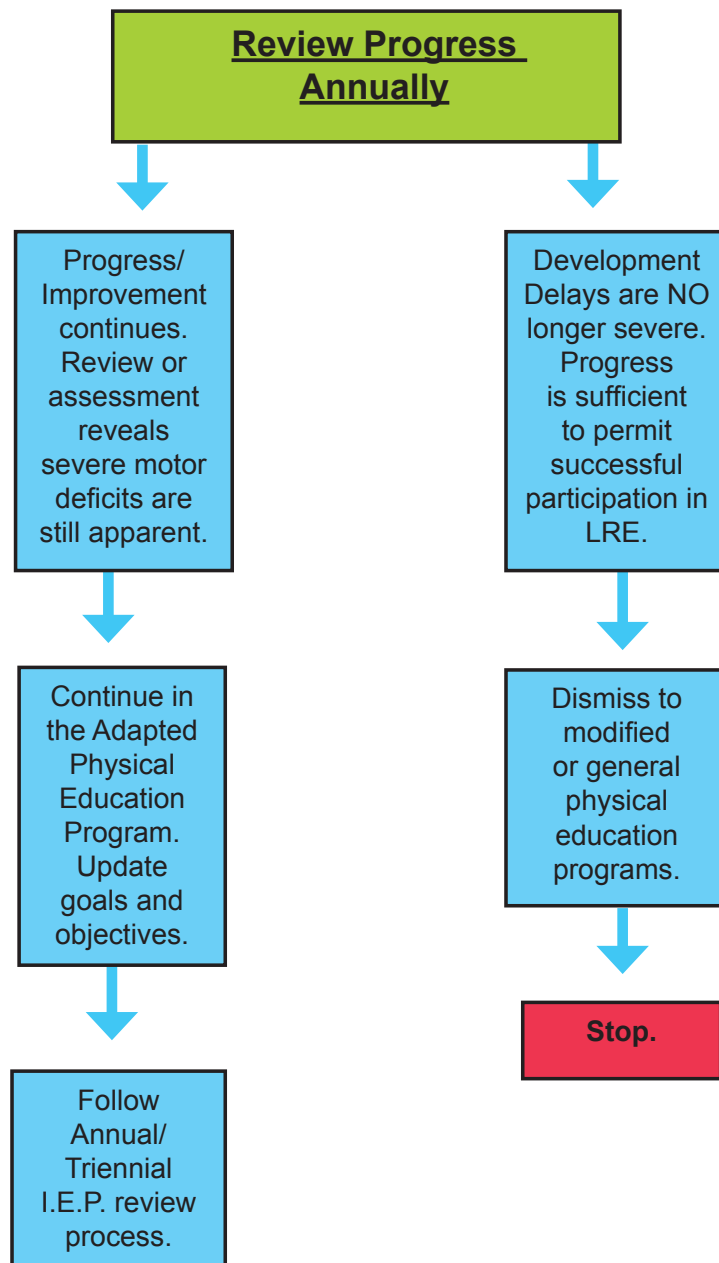 Review Progress
Annually
Progress/
Improvement
continues.
Review or
assessment
reveals
severe motor
deficits are
still apparent.
Continue in
the Adapted
Physical
Education
Program.
Update
goals and
objectives.
Follow
Annual/
Triennial
I.E.P. review
process.
Development
Delays are NO
longer severe.
Progress
is sufficient
to permit
successful
participation in
LRE.
Dismiss to
modified
or general
physical
education
programs.
Stop.